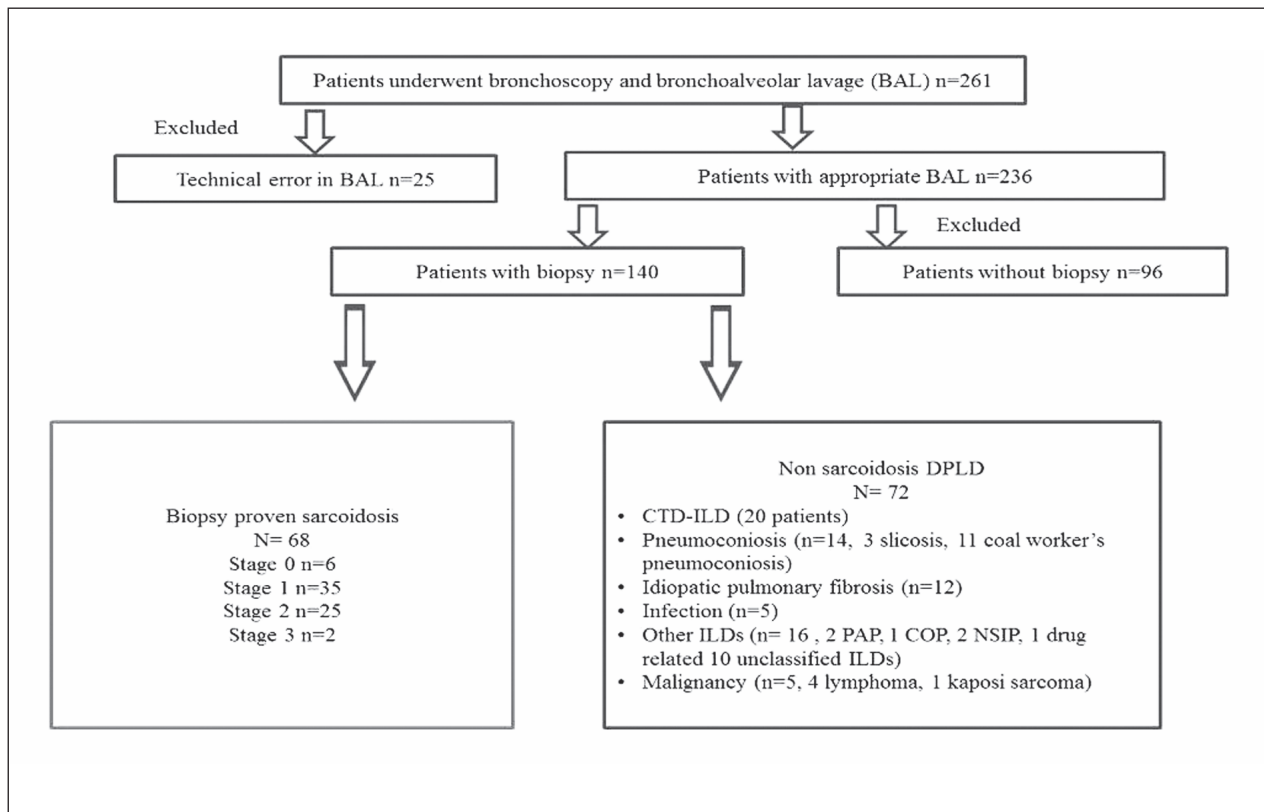 Patients underwent bronchoscopy and bronchoalveolar lavage (BAL) n=261
Excluded
Technical error in BAL n=25
Patients with appropriate BAL n=236
Excluded
Patients with biopsy n=140
Patients without biopsy n=96
Biopsy proven sarcoidosis
N= 68
Stage 0 n=6
Stage 1 n=35
Stage 2 n=25
Stage 3 n=2
Non sarcoidosis DPLD
N= 72
• CTD-ILD (20 patients)
• Pneumoconiosis (n=14, 3 slicosis, 11 coal worker's
pneumoconiosis)
• Idiopatic pulmonary fibrosis (n=12)
• Infection (n=5)
• Other ILDs (n= 16 , 2 PAP, 1 COP, 2 NSIP, 1 drug
related 10 unclassified ILDs)
• Malignancy (n=5, 4 lymphoma, 1 kaposi sarcoma)